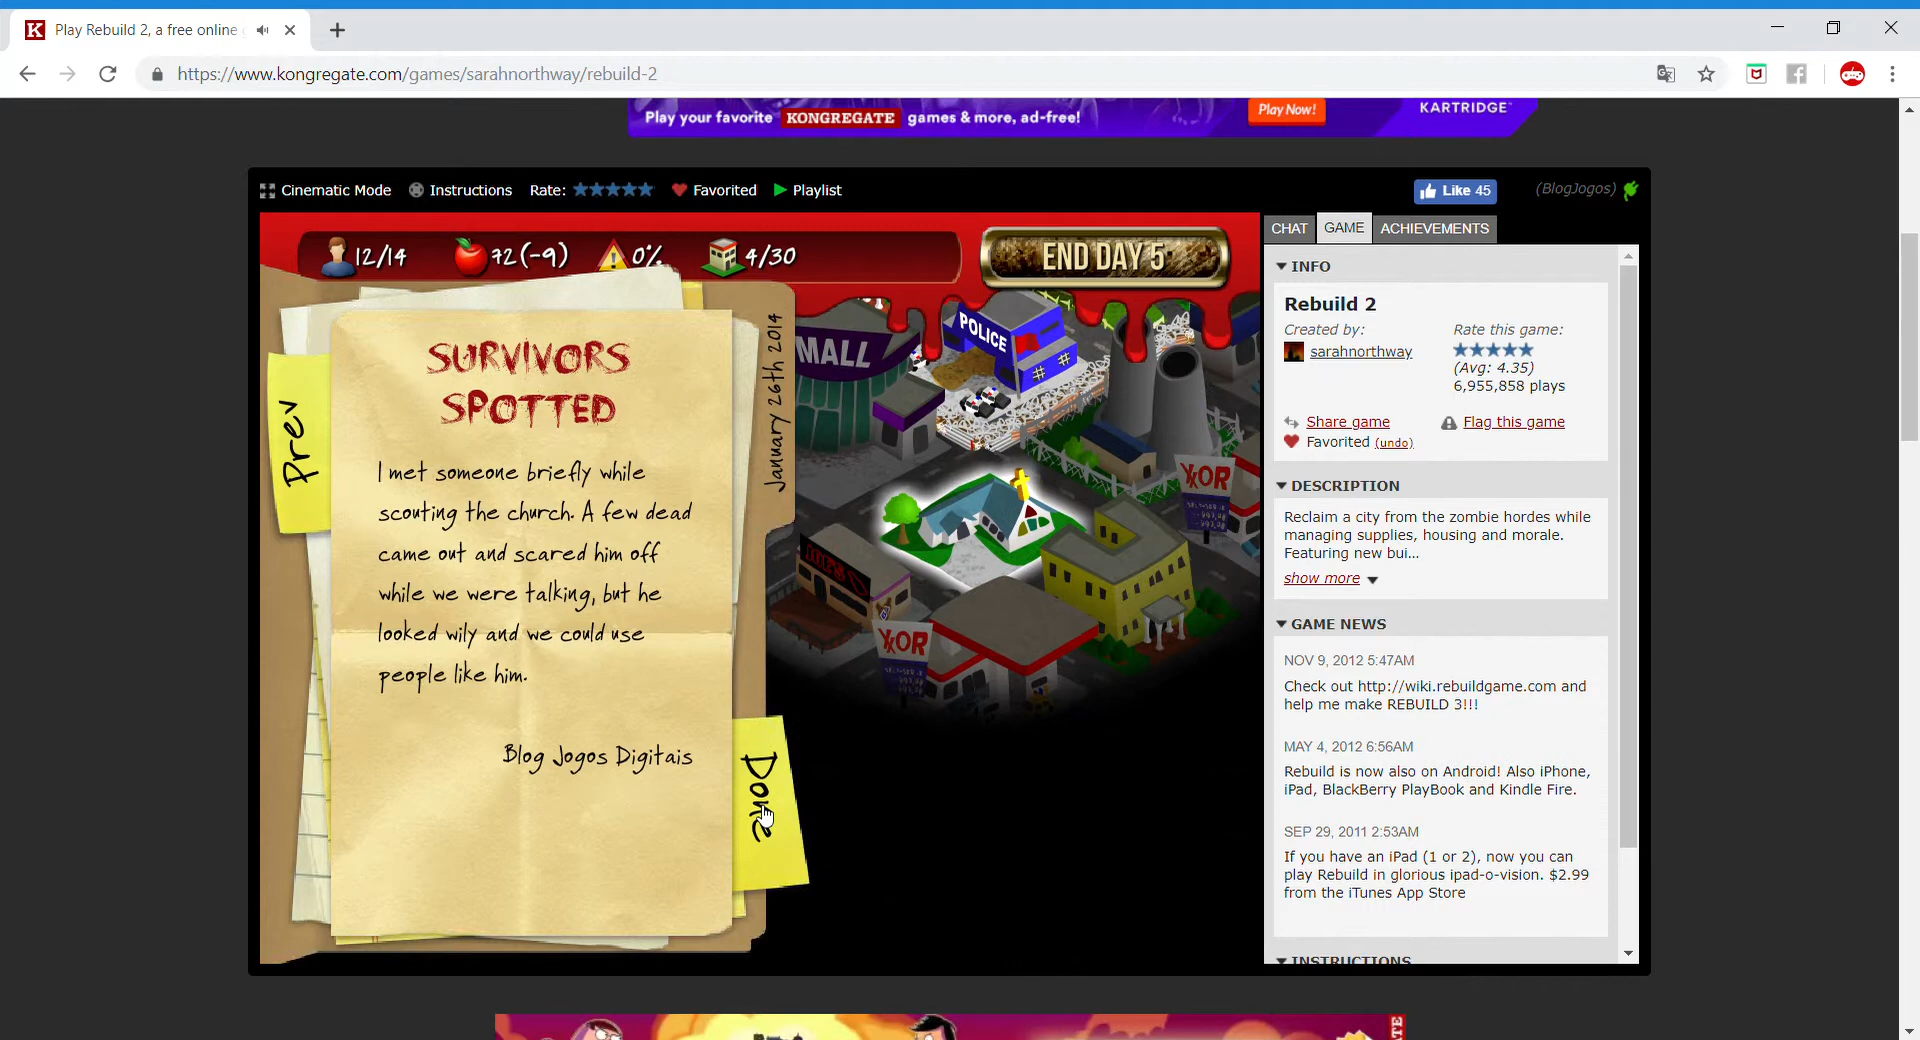 Play Rebuild 2, a free online
https://www.kongregate.com/games/sarahnorthway/rebuild-2
Play your favorite KONGREGATE games & more, ad-free!
Play Now!
KARTRIDGE™
Cinematic Mode
Instructions
Rate:
Favorited
Playlist
Like 45
(BlogJogos)
12/14
72(-9)
0%
4/30
END DAY 5
CHAT
GAME
ACHIEVEMENTS
Prev
SURVIVORS
SPOTTED
I met someone briefly while
scouting the church. A few dead
came out and scared him off
while we were talking, but he
looked wily and we could use
people like him.
Blog Jogos Digitais
Done
January 26th 2014
MALL
POLICE
INFO
Rebuild 2
Created by:
sarahnorthway
Rate this game:
(Avg: 4.35)
6,955,858 plays
Share game
Flag this game
Favorited (undo)
DESCRIPTION
Reclaim a city from the zombie hordes while
managing supplies, housing and morale.
Featuring new bui...
show more
GAME NEWS
NOV 9, 2012 5:47AM
Check out http://wiki.rebuildgame.com and
help me make REBUILD 3!!!
MAY 4, 2012 6:56AM
Rebuild is now also on Android! Also iPhone,
iPad, BlackBerry PlayBook and Kindle Fire.
SEP 29, 2011 2:53AM
If you have an iPad (1 or 2), now you can
play Rebuild in glorious ipad-o-vision. $2.99
from the iTunes App Store
INSTRUCTIONS